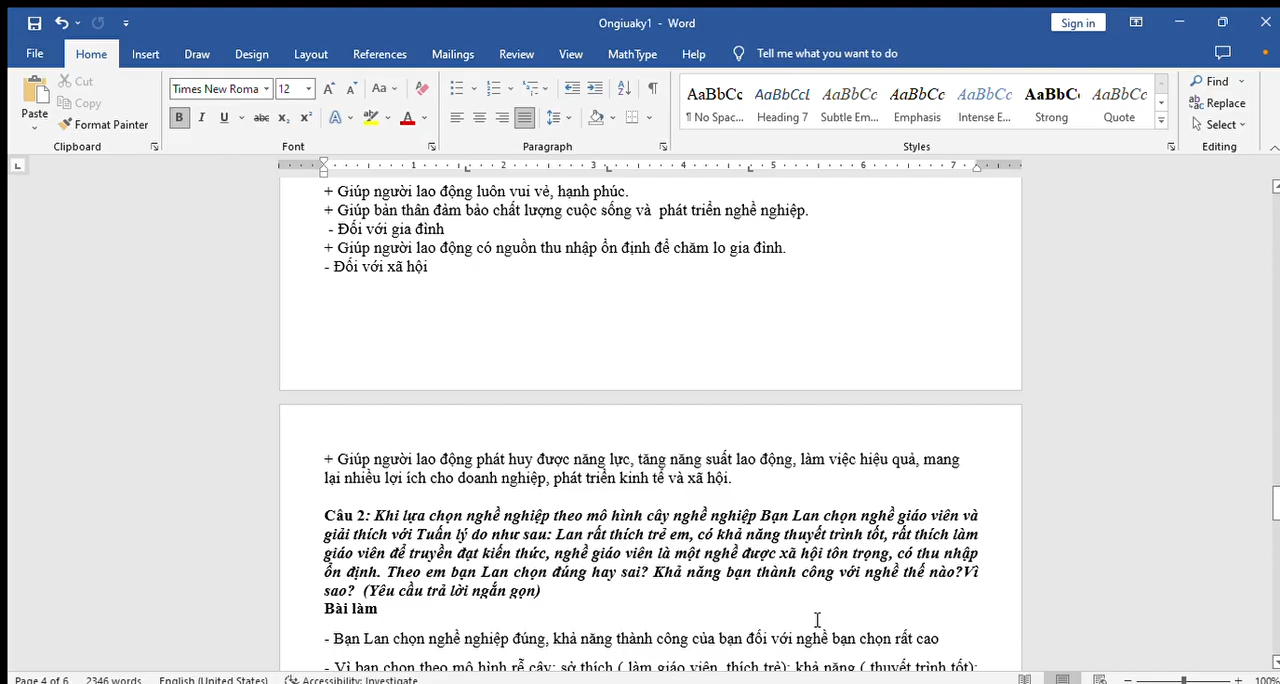 Ongiuaky1 - Word
Sign in
File Home Insert Draw Design Layout References Mailings Review View MathType Help Tell me what you want to do
Paste
Cut
Copy
Format Painter
Times New Roma 12
AaBbCc AaBbCcL AaBbCc AaBbCc AaBbCc AaBbCc AaBbCc
¶ No Spac... Heading 7 Subtle Em... Emphasis Intense E... Strong Quote
Find
Replace
Select
Clipboard Font Paragraph Styles Editing
1 2 3 4 5 6 7
+ Giúp người lao động luôn vui vẻ, hạnh phúc.
+ Giúp bản thân đảm bảo chất lượng cuộc sống và phát triển nghề nghiệp.
- Đối với gia đình
+ Giúp người lao động có nguồn thu nhập ổn định để chăm lo gia đình.
- Đối với xã hội
+ Giúp người lao động phát huy được năng lực, tăng năng suất lao động, làm việc hiệu quả, mang
lại nhiều lợi ích cho doanh nghiệp, phát triển kinh tế và xã hội.
Câu 2: Khi lựa chọn nghề nghiệp theo mô hình cây nghề nghiệp Bạn Lan chọn nghề giáo viên và
giải thích với Tuấn lý do như sau: Lan rất thích trẻ em, có khả năng thuyết trình tốt, rất thích làm
giáo viên để truyền đạt kiến thức, nghề giáo viên là một nghề được xã hội tôn trọng, có thu nhập
ổn định. Theo em bạn Lan chọn đúng hay sai? Khả năng bạn thành công với nghề thế nào?Vì
sao? (Yêu cầu trả lời ngắn gọn)
Bài làm
- Bạn Lan chọn nghề nghiệp đúng, khả năng thành công của bạn đối với nghề bạn chọn rất cao
- Vì bạn chọn theo mô hình rễ cây: sở thích ( làm giáo viên, thích trẻ); khả năng ( thuyết trình tốt);
Page 4 of 6 2346 words English (United States) Accessibility: Investigate 100%